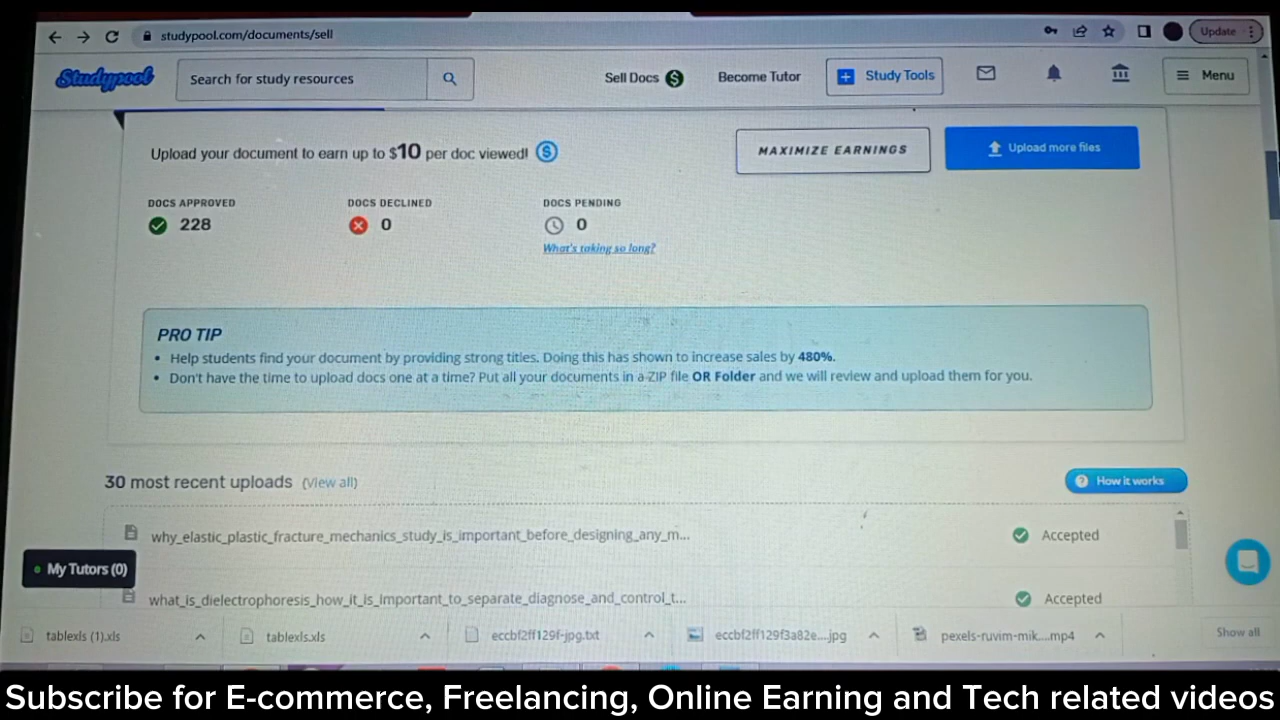 studypool.com/documents/sell
Update
Studypool
Search for study resources
Sell Docs
Become Tutor
Study Tools
Menu
Upload your document to earn up to $10 per doc viewed!
MAXIMIZE EARNINGS
Upload more files
DOCS APPROVED
228
DOCS DECLINED
0
DOCS PENDING
0
What's taking so long?
PRO TIP
• Help students find your document by providing strong titles. Doing this has shown to increase sales by 480%.
• Don't have the time to upload docs one at a time? Put all your documents in a ZIP file OR Folder and we will review and upload them for you.
30 most recent uploads (View all)
How it works
why_elastic_plastic_fracture_mechanics_study_is_important_before_designing_any_m...
Accepted
My Tutors (0)
what_is_dielectrophoresis_how_it_is_important_to_separate_diagnose_and_control_t...
Accepted
tablexls (1).xls
tablexls.xls
eccbf2ff129f-jpg.txt
eccbf2ff129f3a82e....jpg
pexels-ruvim-mik....mp4
Show all
Subscribe for E-commerce, Freelancing, Online Earning and Tech related videos